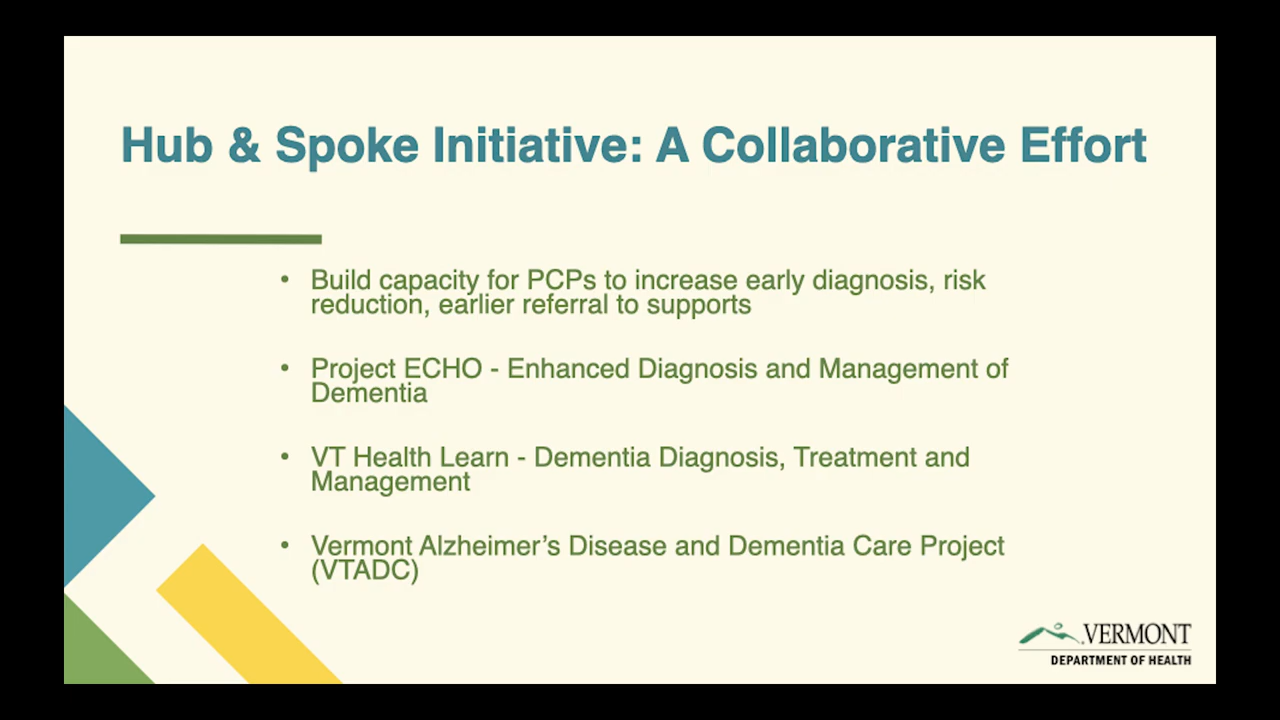 Hub & Spoke Initiative: A Collaborative Effort
• Build capacity for PCPs to increase early diagnosis, risk
reduction, earlier referral to supports
• Project ECHO - Enhanced Diagnosis and Management of
Dementia
• VT Health Learn - Dementia Diagnosis, Treatment and
Management
• Vermont Alzheimer’s Disease and Dementia Care Project
(VTADC)
VERMONT
DEPARTMENT OF HEALTH